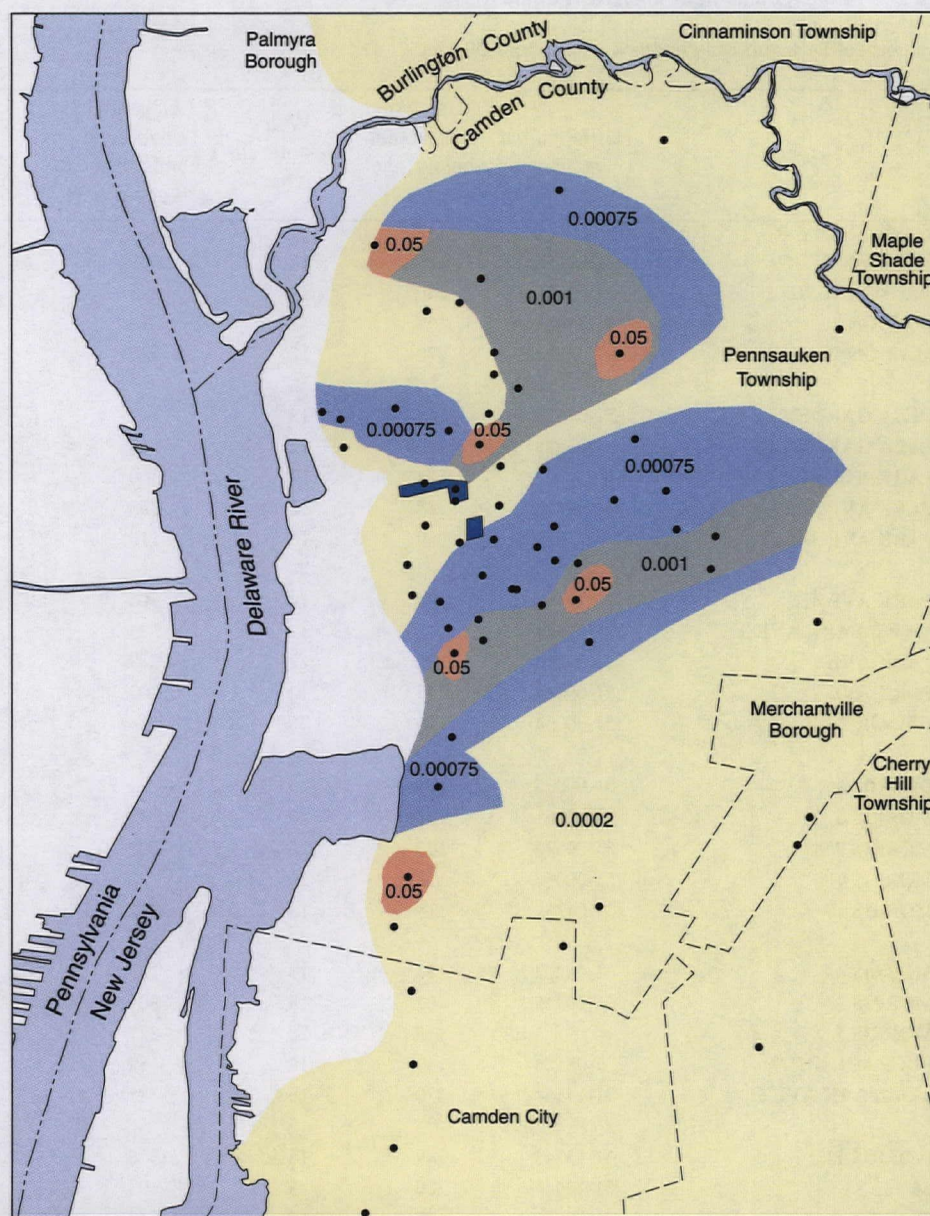 Palmyra
Borough
Burlington County
Camden County
Cinnaminson Township
0.00075
0.05
Maple
Shade
Township
0.001
0.05
Pennsauken
Township
0.00075
0.05
0.00075
Delaware River
0.001
0.05
0.05
Merchantville
Borough
0.00075
Cherry
Hill
Township
0.0002
0.05
Pennsylvania
New Jersey
Camden City